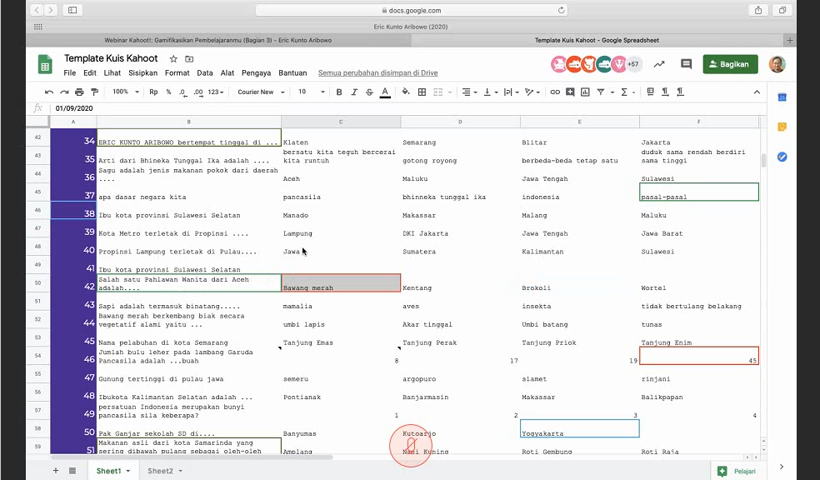 docs.google.com
Eric Kunto Aribowo (2020)
Webinar Kahoot!: Gamifikasikan Pembelajaranmu (Bagian 3) - Eric Kunto Aribowo
Template Kuis Kahoot - Google Spreadsheet
Template Kuis Kahoot
File Edit Lihat Sisipkan Format Data Alat Pengaya Bantuan Semua perubahan disimpan di Drive
+57
Bagikan
100% Rp % .0 .00 123 Courier New 10 B I S A
fx 01/09/2020
A B C D E F
42 34 ERIC KUNTO ARIBOWO bertempat tinggal di ... Klaten Semarang Blitar Jakarta
43 35 Arti dari Bhineka Tunggal Ika adalah .... bersatu kita teguh bercerai kita runtuh gotong royong berbeda-beda tetap satu duduk sama rendah berdiri sama tinggi
44 36 Sagu adalah jenis makanan pokok dari daerah .... Aceh Maluku Jawa Tengah Sulawesi
45 37 apa dasar negara kita pancasila bhinneka tunggal ika indonesia pasal-pasal
46 38 Ibu kota provinsi Sulawesi Selatan Manado Makassar Malang Maluku
47 39 Kota Metro terletak di Propinsi .... Lampung DKI Jakarta Jawa Tengah Jawa Barat
48 40 Propinsi Lampung terletak di Pulau.... Jawa Sumatera Kalimantan Sulawesi
49 41 Ibu kota provinsi Sulawesi Selatan
50 42 Salah satu Pahlawan Wanita dari Aceh adalah.... Bawang merah Kentang Brokoli Wortel
51 43 Sapi termasuk binatang..... mamalia aves insekta tidak bertulang belakang
52 44 Bawang merah berkembang biak secara vegetatif alami yaitu ... umbi lapis Akar tinggal Umbi batang tunas
53 45 Nama pelabuhan di kota Semarang Tanjung Emas Tanjung Perak Tanjung Priok Tanjung Enim
54 46 Jumlah bulu leher pada lambang Garuda Pancasila adalah ...buah 8 17 19 45
55 47 Gunung tertinggi di pulau jawa semeru argopuro slamet rinjani
56 48 Ibukota Kalimantan Selatan adalah ... Pontianak Banjarmasin Makassar Balikpapan
57 49 persatuan Indonesia merupakan bunyi pancasila sila keberapa? 1 2 3 4
58 50 Pak Ganjar sekolah SD di.... Banyumas Kutoarjo Yogyakarta
59 51 Makanan asli dari kota Samarinda yang sering dibawah pulang sebagai oleh-oleh Amplang Nasi Kuning Roti Gembung Roti Raja
Sheet1 Sheet2
Pelajari